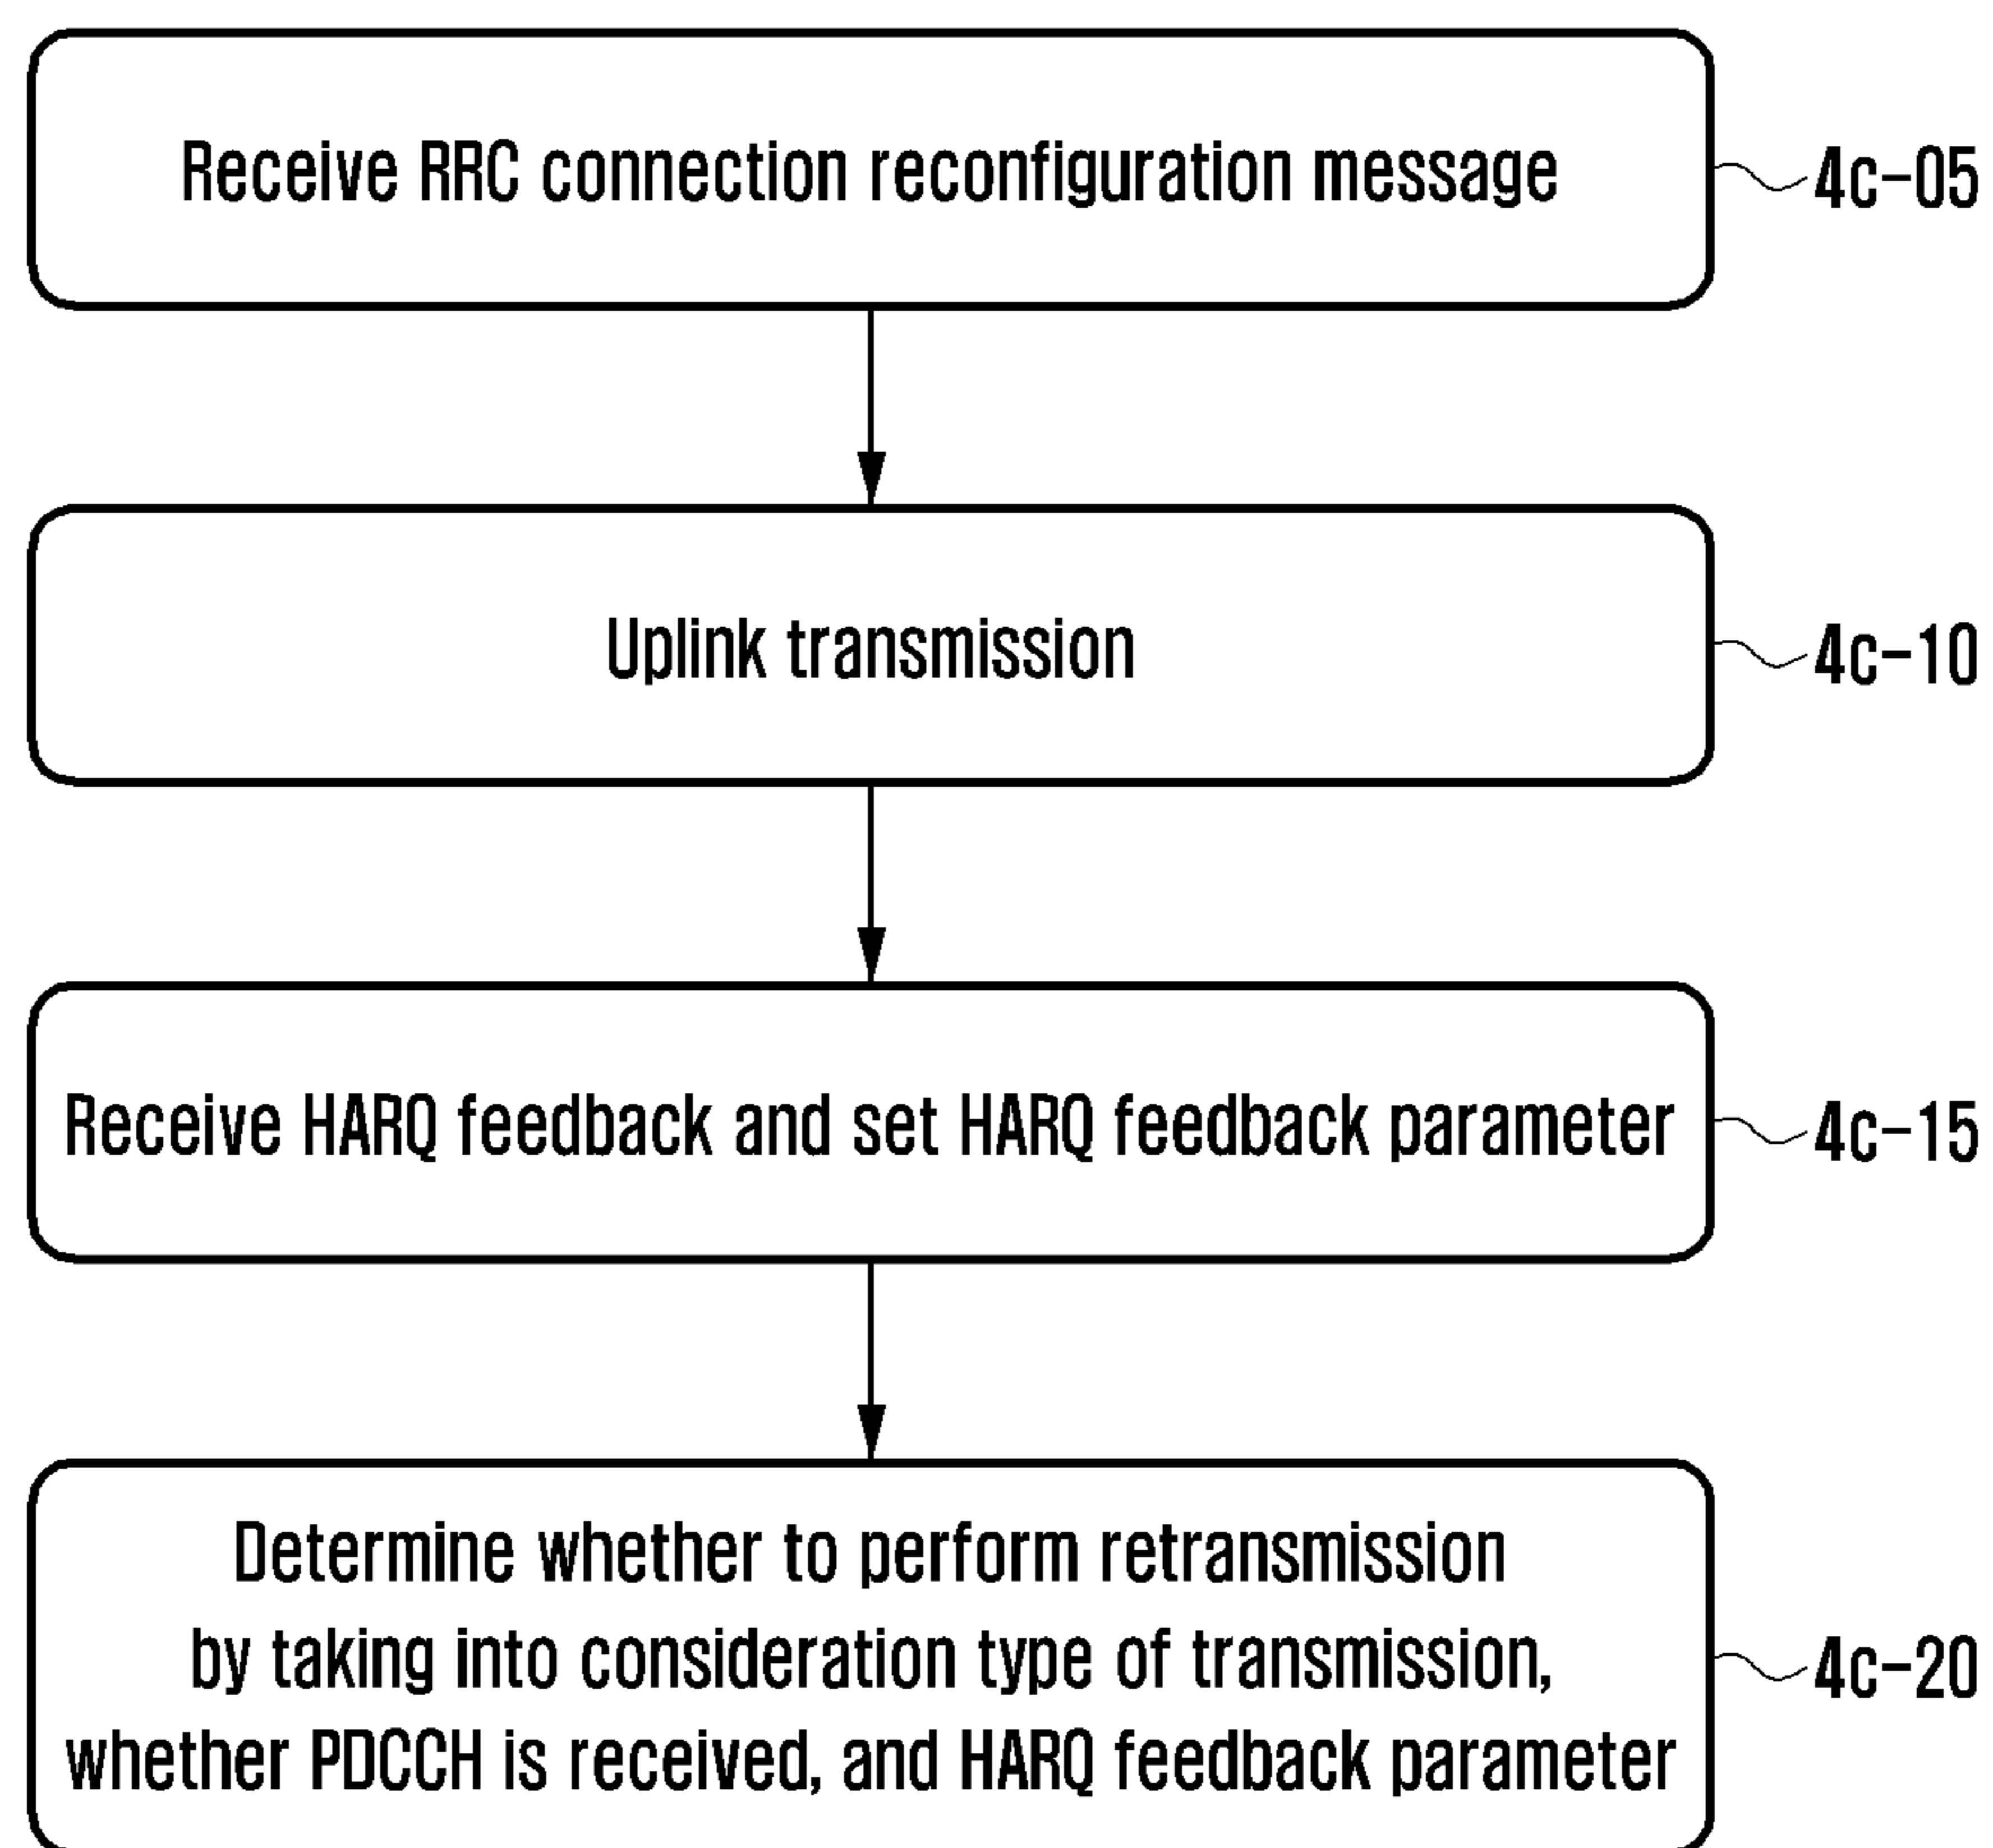 Receive RRC connection reconfiguration message
4c-05
Uplink transmission
4c-10
Receive HARQ feedback and set HARQ feedback parameter
4c-15
Determine whether to perform retransmission
by taking into consideration type of transmission,
whether PDCCH is received, and HARQ feedback parameter
4c-20